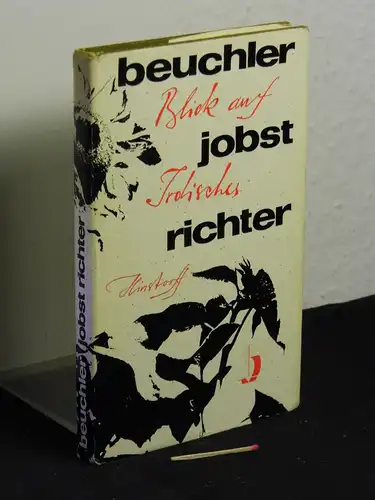 beuchler
Blick auf
jobst
Irdisches
richter
Hinstorff
beuchler/jobst richter